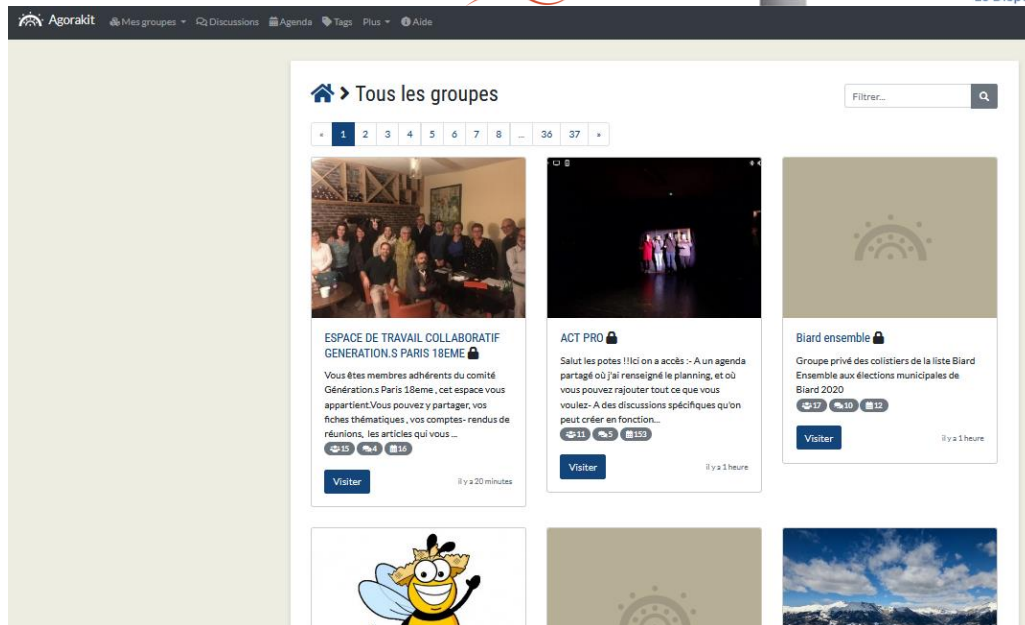 Agorakit Mes groupes Discussions Agenda Tags Plus Aide
> Tous les groupes
Filtrer...
« 1 2 3 4 5 6 7 8 ... 36 37 »
ESPACE DE TRAVAIL COLLABORATIF
GENERATION.S PARIS 18EME
Vous êtes membres adhérents du comité
Génération.s Paris 18eme , cet espace vous
appartient.Vous pouvez y partager, vos
fiches thématiques , vos comptes- rendus de
réunions, les articles qui vous ...
15 4 16
Visiter
il y a 20 minutes
ACT PRO
Salut les potes !!Ici on a accès :- A un agenda
partagé où j'ai renseigné le planning, et où
vous pouvez rajouter tout ce que vous
voulez- A des discussions spécifiques qu'on
peut créer en fonction...
11 5 153
Visiter
il y a 1 heure
Biard ensemble
Groupe privé des colistiers de la liste Biard
Ensemble aux élections municipales de
Biard 2020
17 10 12
Visiter
il y a 1 heure